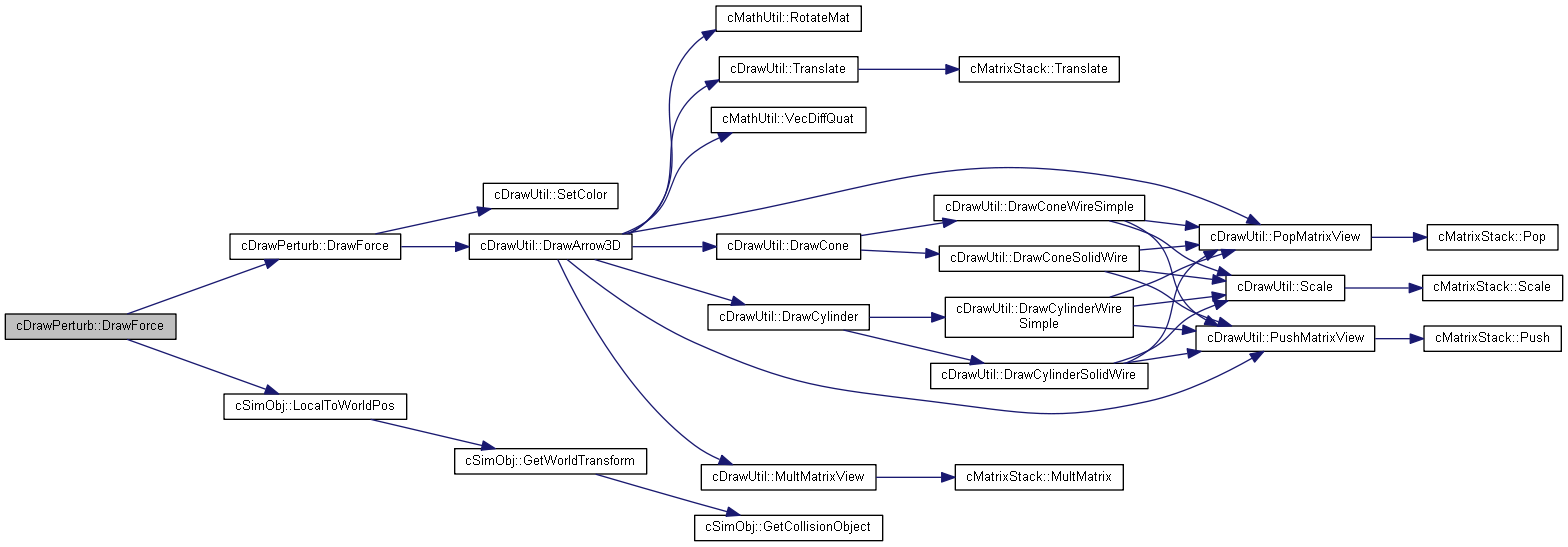 cMathUtil::RotateMat
cDrawUtil::Translate
cMatrixStack::Translate
cMathUtil::VecDiffQuat
cDrawUtil::SetColor
cDrawUtil::DrawConeWireSimple
cDrawPerturb::DrawForce
cDrawUtil::DrawArrow3D
cDrawUtil::DrawCone
cDrawUtil::PopMatrixView
cMatrixStack::Pop
cDrawUtil::DrawConeSolidWire
cDrawUtil::Scale
cMatrixStack::Scale
cDrawPerturb::DrawForce
cDrawUtil::DrawCylinder
cDrawUtil::DrawCylinderWire
Simple
cDrawUtil::PushMatrixView
cMatrixStack::Push
cDrawUtil::DrawCylinderSolidWire
cSimObj::LocalToWorldPos
cSimObj::GetWorldTransform
cDrawUtil::MultMatrixView
cMatrixStack::MultMatrix
cSimObj::GetCollisionObject